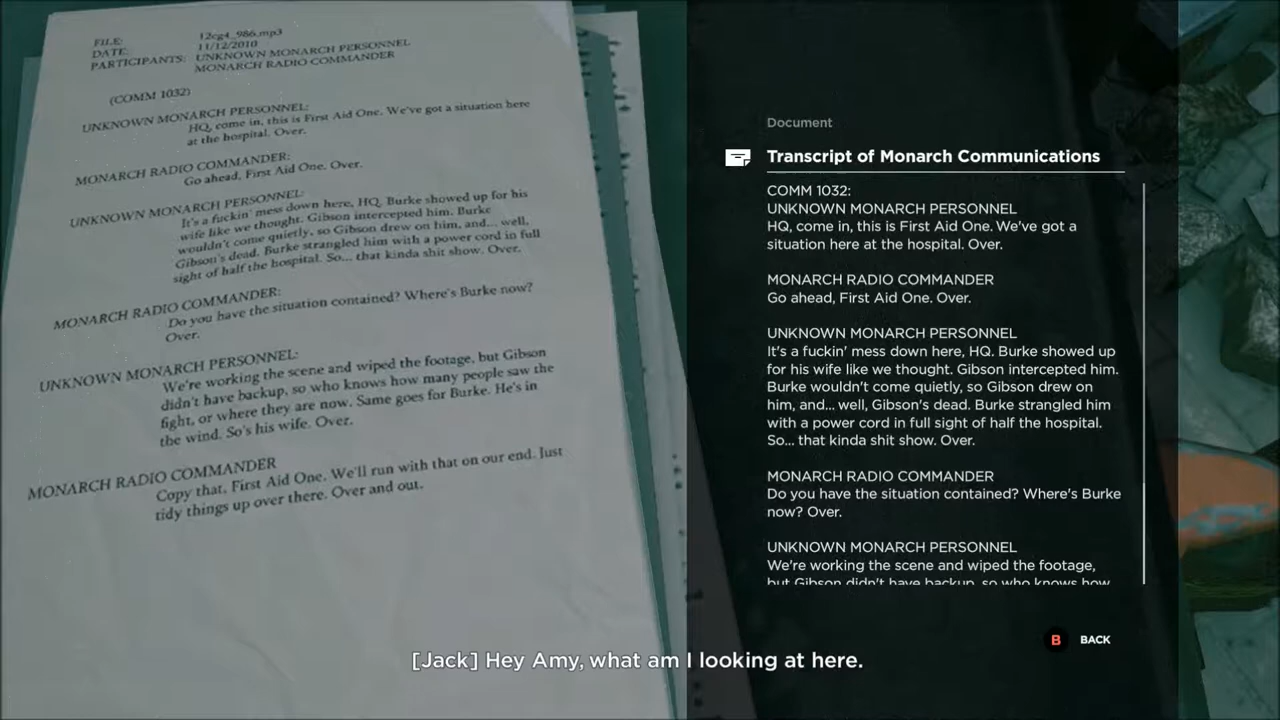 FILE: 12cg4_986.mp3
DATE: 11/12/2010
PARTICIPANTS: UNKNOWN MONARCH PERSONNEL
MONARCH RADIO COMMANDER
(COMM 1032)
UNKNOWN MONARCH PERSONNEL:
HQ, come in, this is First Aid One. We've got a situation here
at the hospital. Over.
MONARCH RADIO COMMANDER:
Go ahead, First Aid One. Over.
UNKNOWN MONARCH PERSONNEL:
It's a fuckin' mess down here, HQ. Burke showed up for his
wife like we thought. Gibson intercepted him. Burke
wouldn't come quietly, so Gibson drew on him, and... well,
Gibson's dead. Burke strangled him with a power cord in full
sight of half the hospital. So... that kinda shit show. Over.
MONARCH RADIO COMMANDER:
Do you have the situation contained? Where's Burke now?
Over.
UNKNOWN MONARCH PERSONNEL:
We're working the scene and wiped the footage, but Gibson
didn't have backup, so who knows how many people saw the
fight, or where they are now. Same goes for Burke. He's in
the wind. So's his wife. Over.
MONARCH RADIO COMMANDER
Copy that, First Aid One. We'll run with that on our end. Just
tidy things up over there. Over and out.
Document
Transcript of Monarch Communications
COMM 1032:
UNKNOWN MONARCH PERSONNEL
HQ, come in, this is First Aid One. We've got a
situation here at the hospital. Over.
MONARCH RADIO COMMANDER
Go ahead, First Aid One. Over.
UNKNOWN MONARCH PERSONNEL
It's a fuckin' mess down here, HQ. Burke showed up
for his wife like we thought. Gibson intercepted him.
Burke wouldn't come quietly, so Gibson drew on
him, and... well, Gibson's dead. Burke strangled him
with a power cord in full sight of half the hospital.
So... that kinda shit show. Over.
MONARCH RADIO COMMANDER
Do you have the situation contained? Where's Burke
now? Over.
UNKNOWN MONARCH PERSONNEL
We're working the scene and wiped the footage,
but Gibson didn't have backup, so who knows how
B BACK
[Jack] Hey Amy, what am I looking at here.